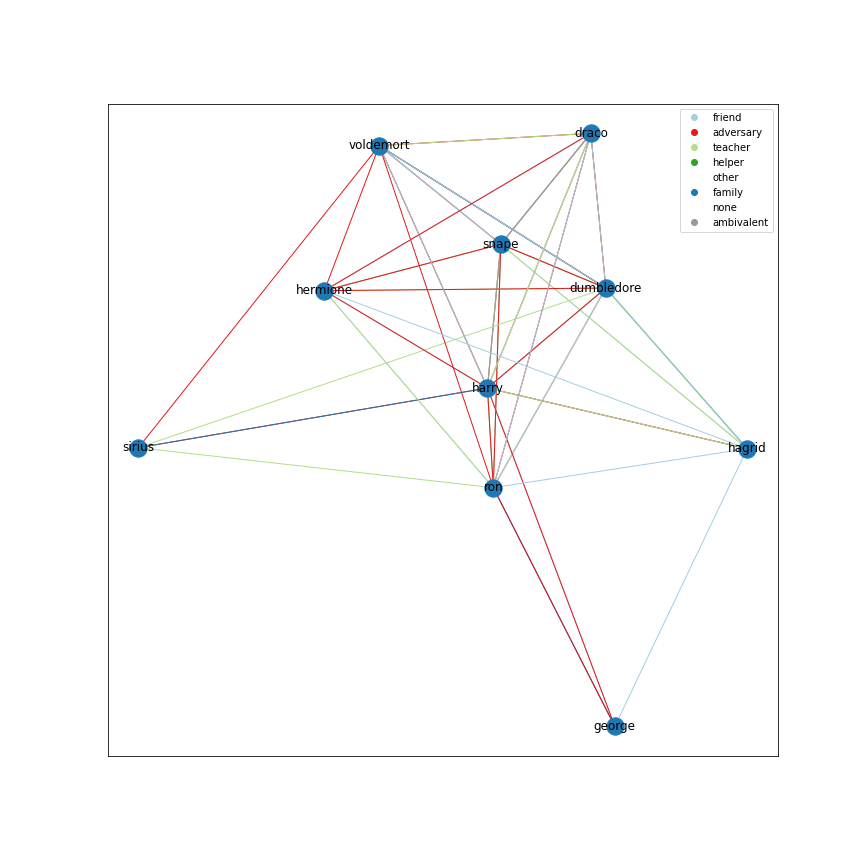 draco
friend
voldemort
adversary
teacher
helper
other
family
none
ambivalent
snape
hermione
dumbledore
harry
sirius
hagrid
ron
george